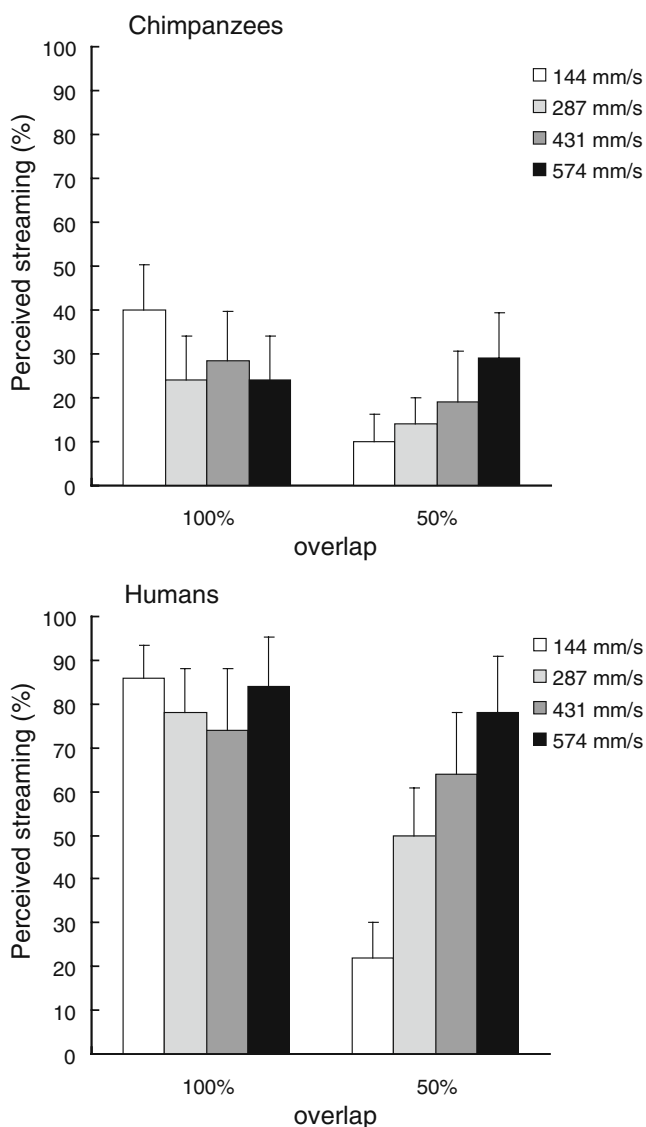 Chimpanzees
100
90
80
70
60
50
40
30
20
10
0
Perceived streaming (%)
144 mm/s
287 mm/s
431 mm/s
574 mm/s
100%
50%
overlap
Humans
100
90
80
70
60
50
40
30
20
10
0
Perceived streaming (%)
144 mm/s
287 mm/s
431 mm/s
574 mm/s
100%
50%
overlap